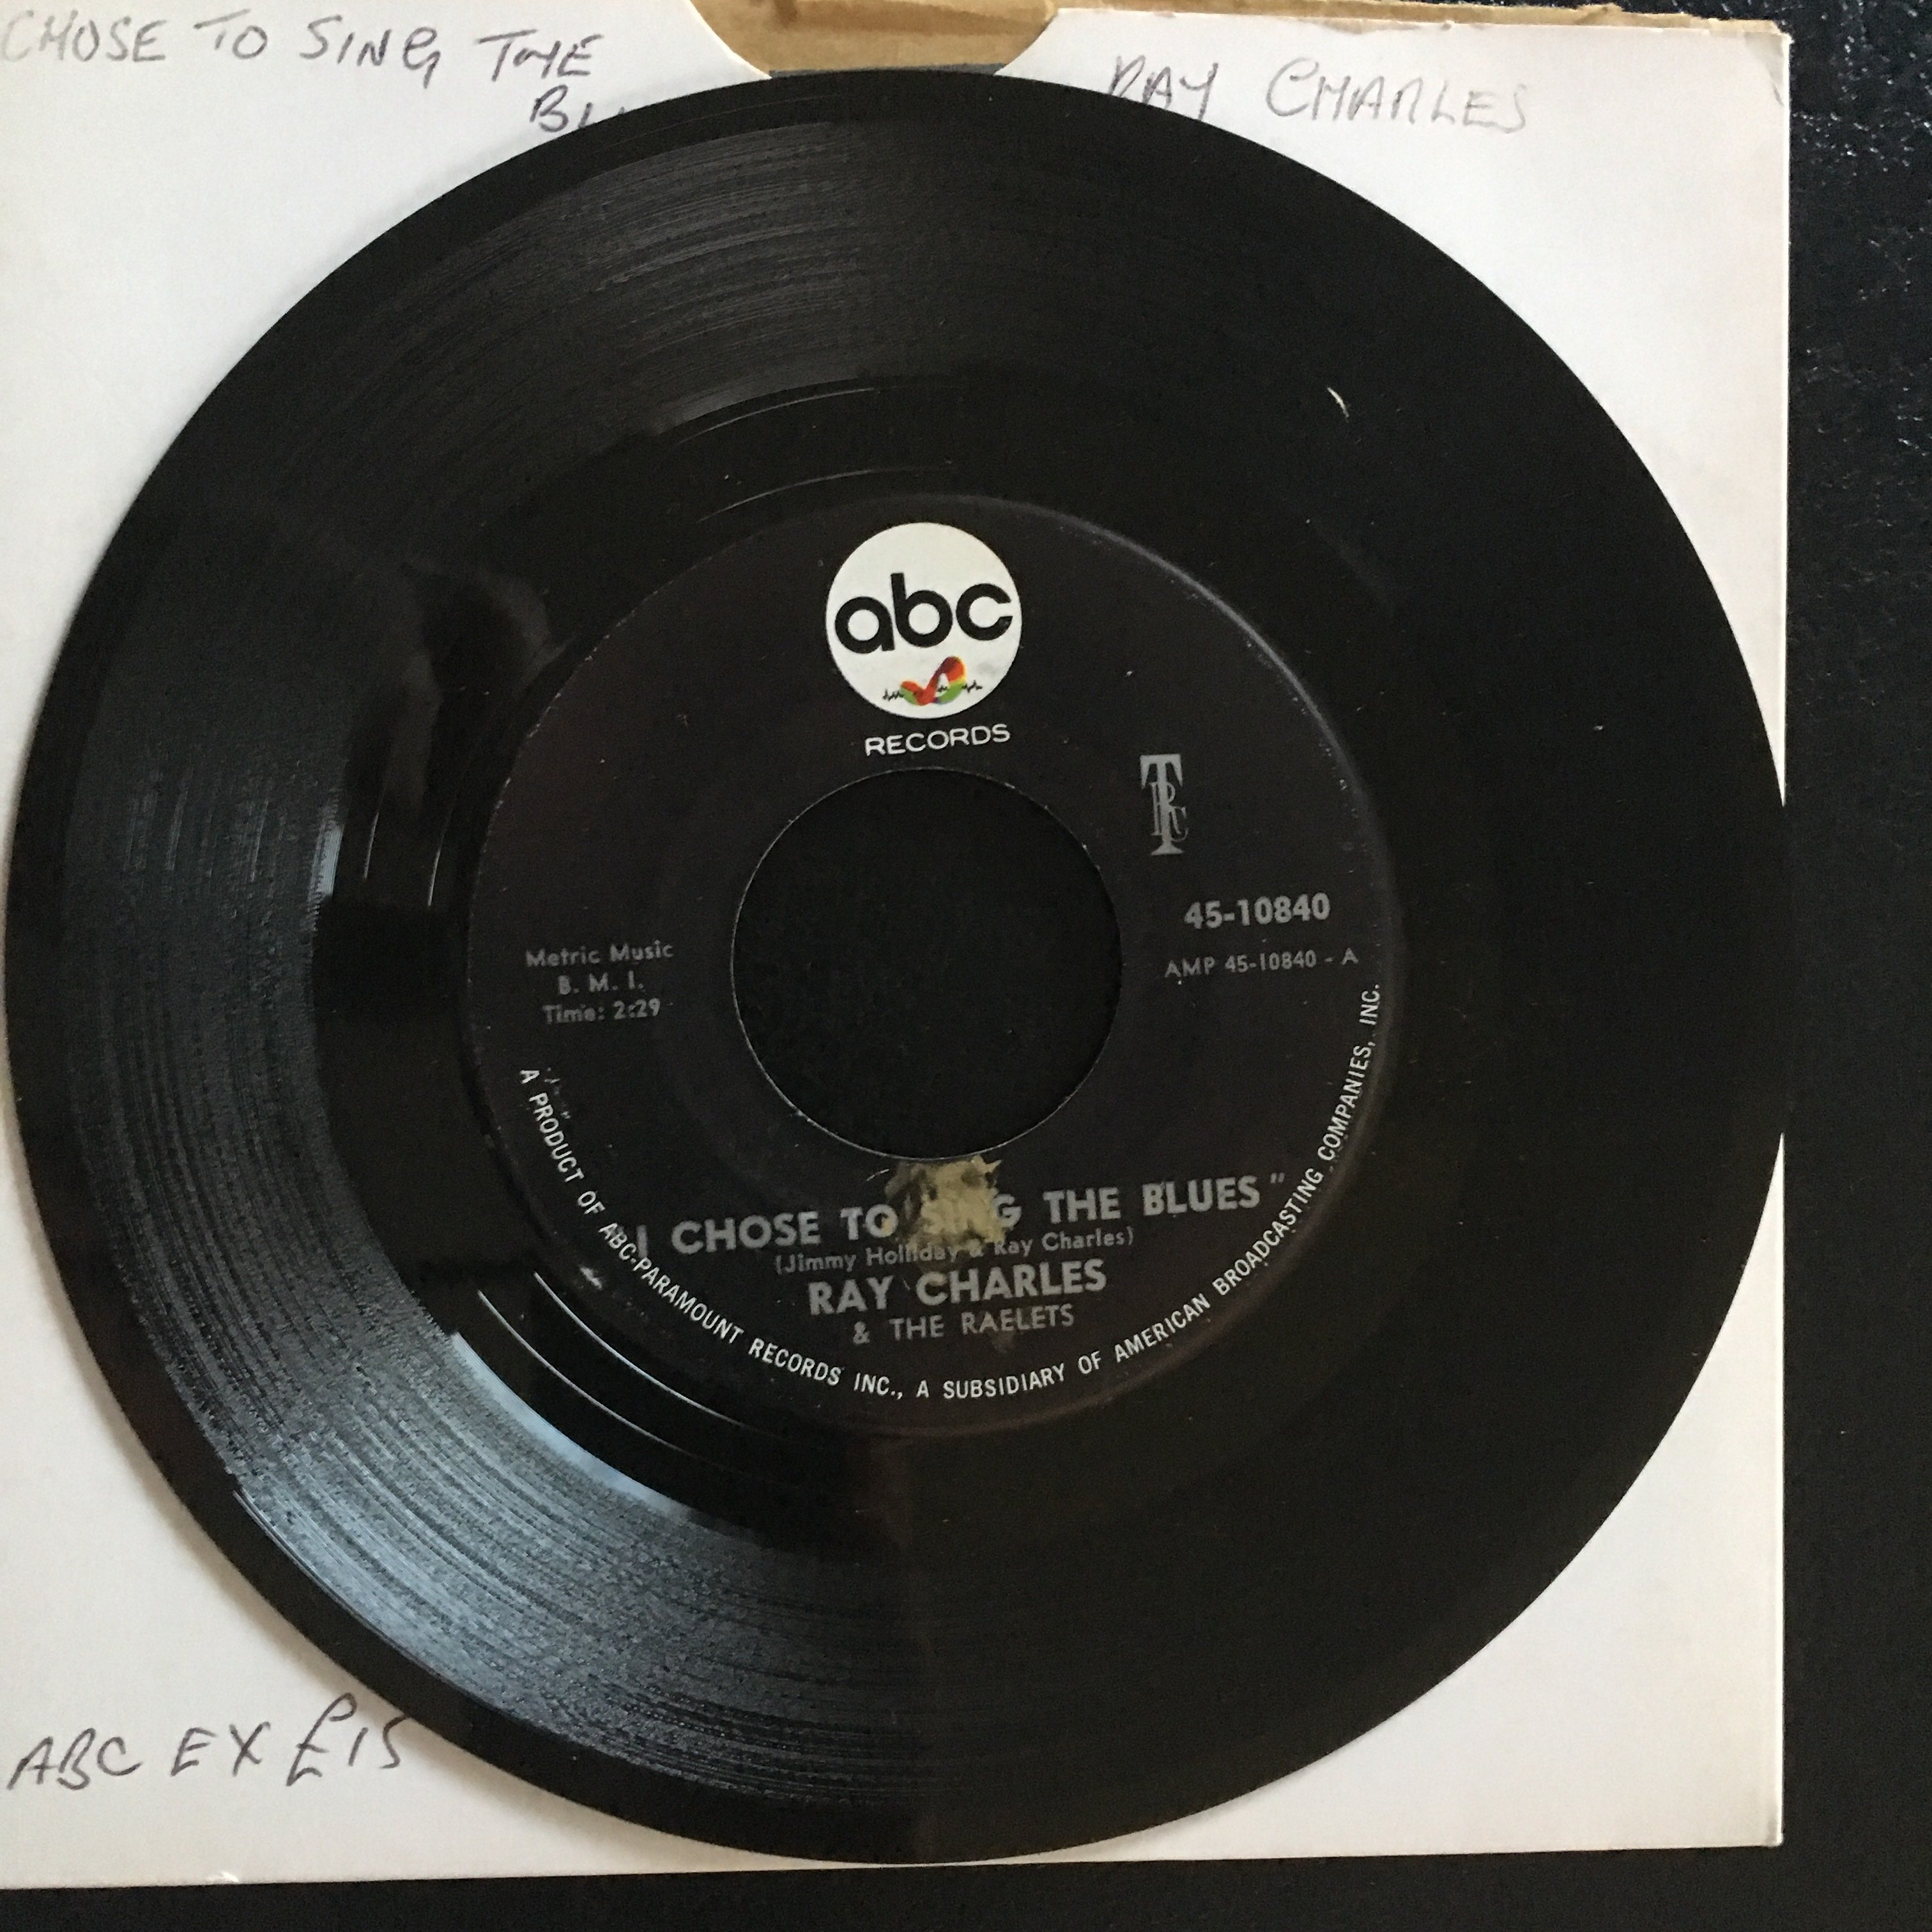 CHOSE TO SING THE
RAY CHARLES
abc
RECORDS
TRC
45-10840
AMP 45-10840 - A
Metric Music
B. M. I.
Time: 2:29
"I CHOSE TO SING THE BLUES"
(Jimmy Holliday & Ray Charles)
RAY CHARLES
& THE RAELETS
A PRODUCT OF ABC-PARAMOUNT RECORDS INC., A SUBSIDIARY OF AMERICAN BROADCASTING COMPANIES, INC.
ABC EX £15